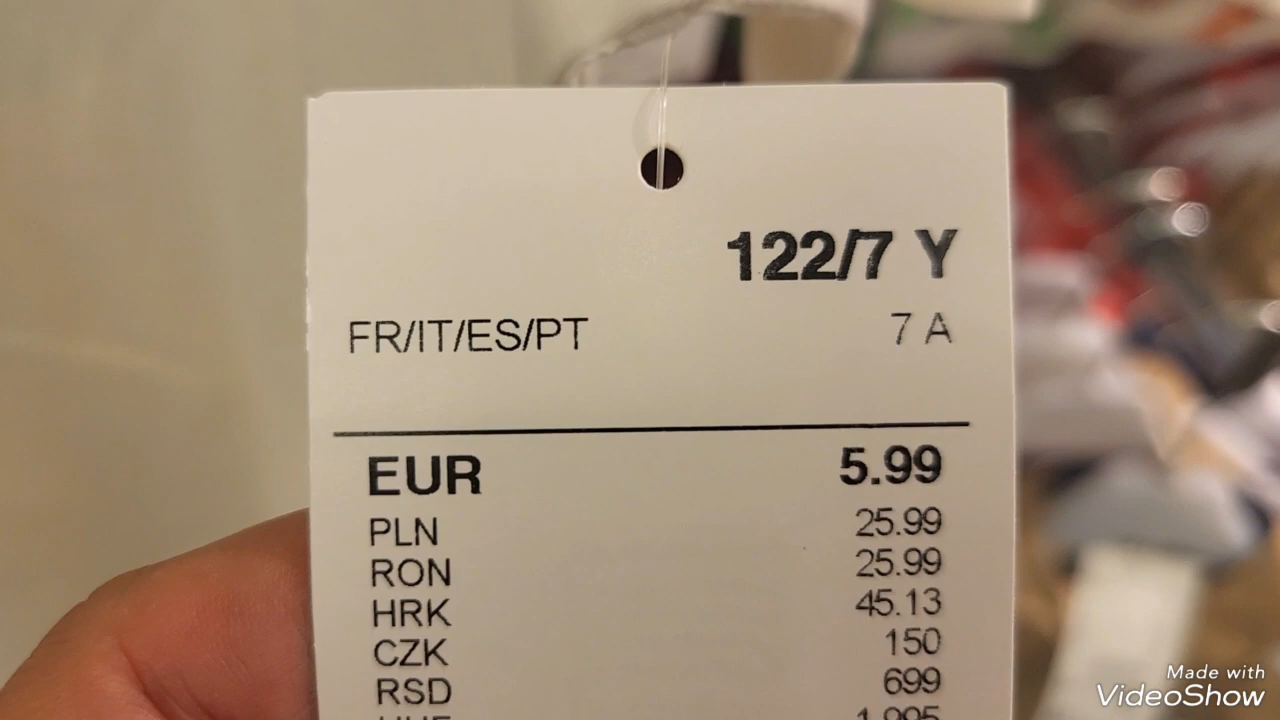 122/7 Y
FR/IT/ES/PT 7 A
EUR 5.99
PLN 25.99
RON 25.99
HRK 45.13
CZK 150
RSD 699
Made with
VideoShow